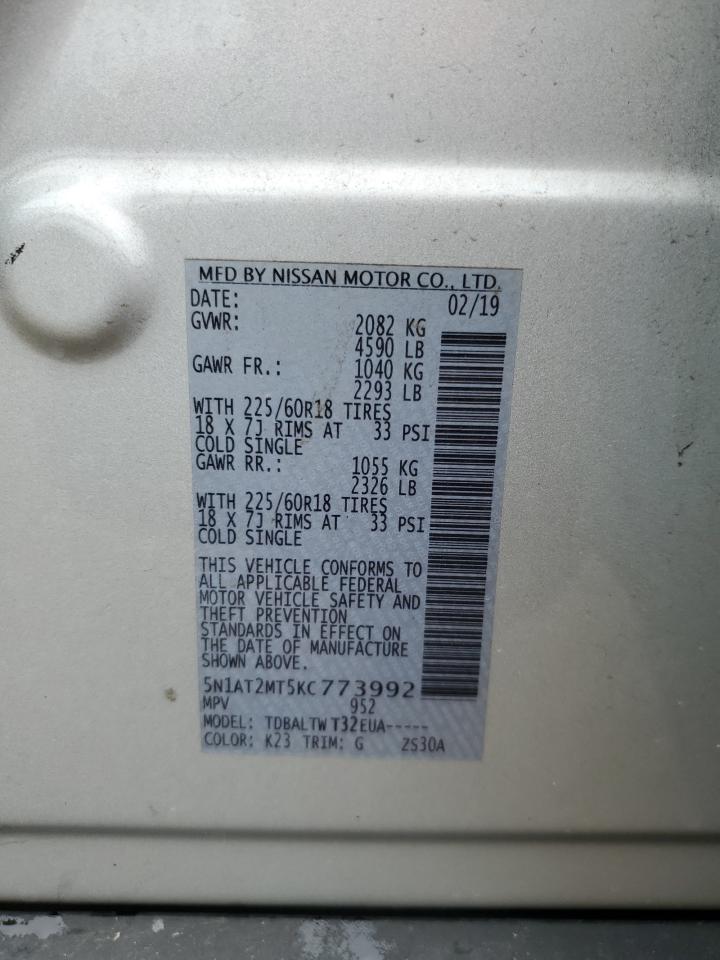 MFD BY NISSAN MOTOR CO., LTD.
DATE: 02/19
GVWR: 2082 KG
4590 LB
GAWR FR.: 1040 KG
2293 LB
WITH 225/60R18 TIRES
18 X 7J RIMS AT 33 PSI
COLD SINGLE
GAWR RR.: 1055 KG
2326 LB
WITH 225/60R18 TIRES
18 X 7J RIMS AT 33 PSI
COLD SINGLE
THIS VEHICLE CONFORMS TO
ALL APPLICABLE FEDERAL
MOTOR VEHICLE SAFETY AND
THEFT PREVENTION
STANDARDS IN EFFECT ON
THE DATE OF MANUFACTURE
SHOWN ABOVE.
5N1AT2MT5KC773992
MPV 952
MODEL: TDBALTWT32EUA-----
COLOR: K23 TRIM: G ZS30A